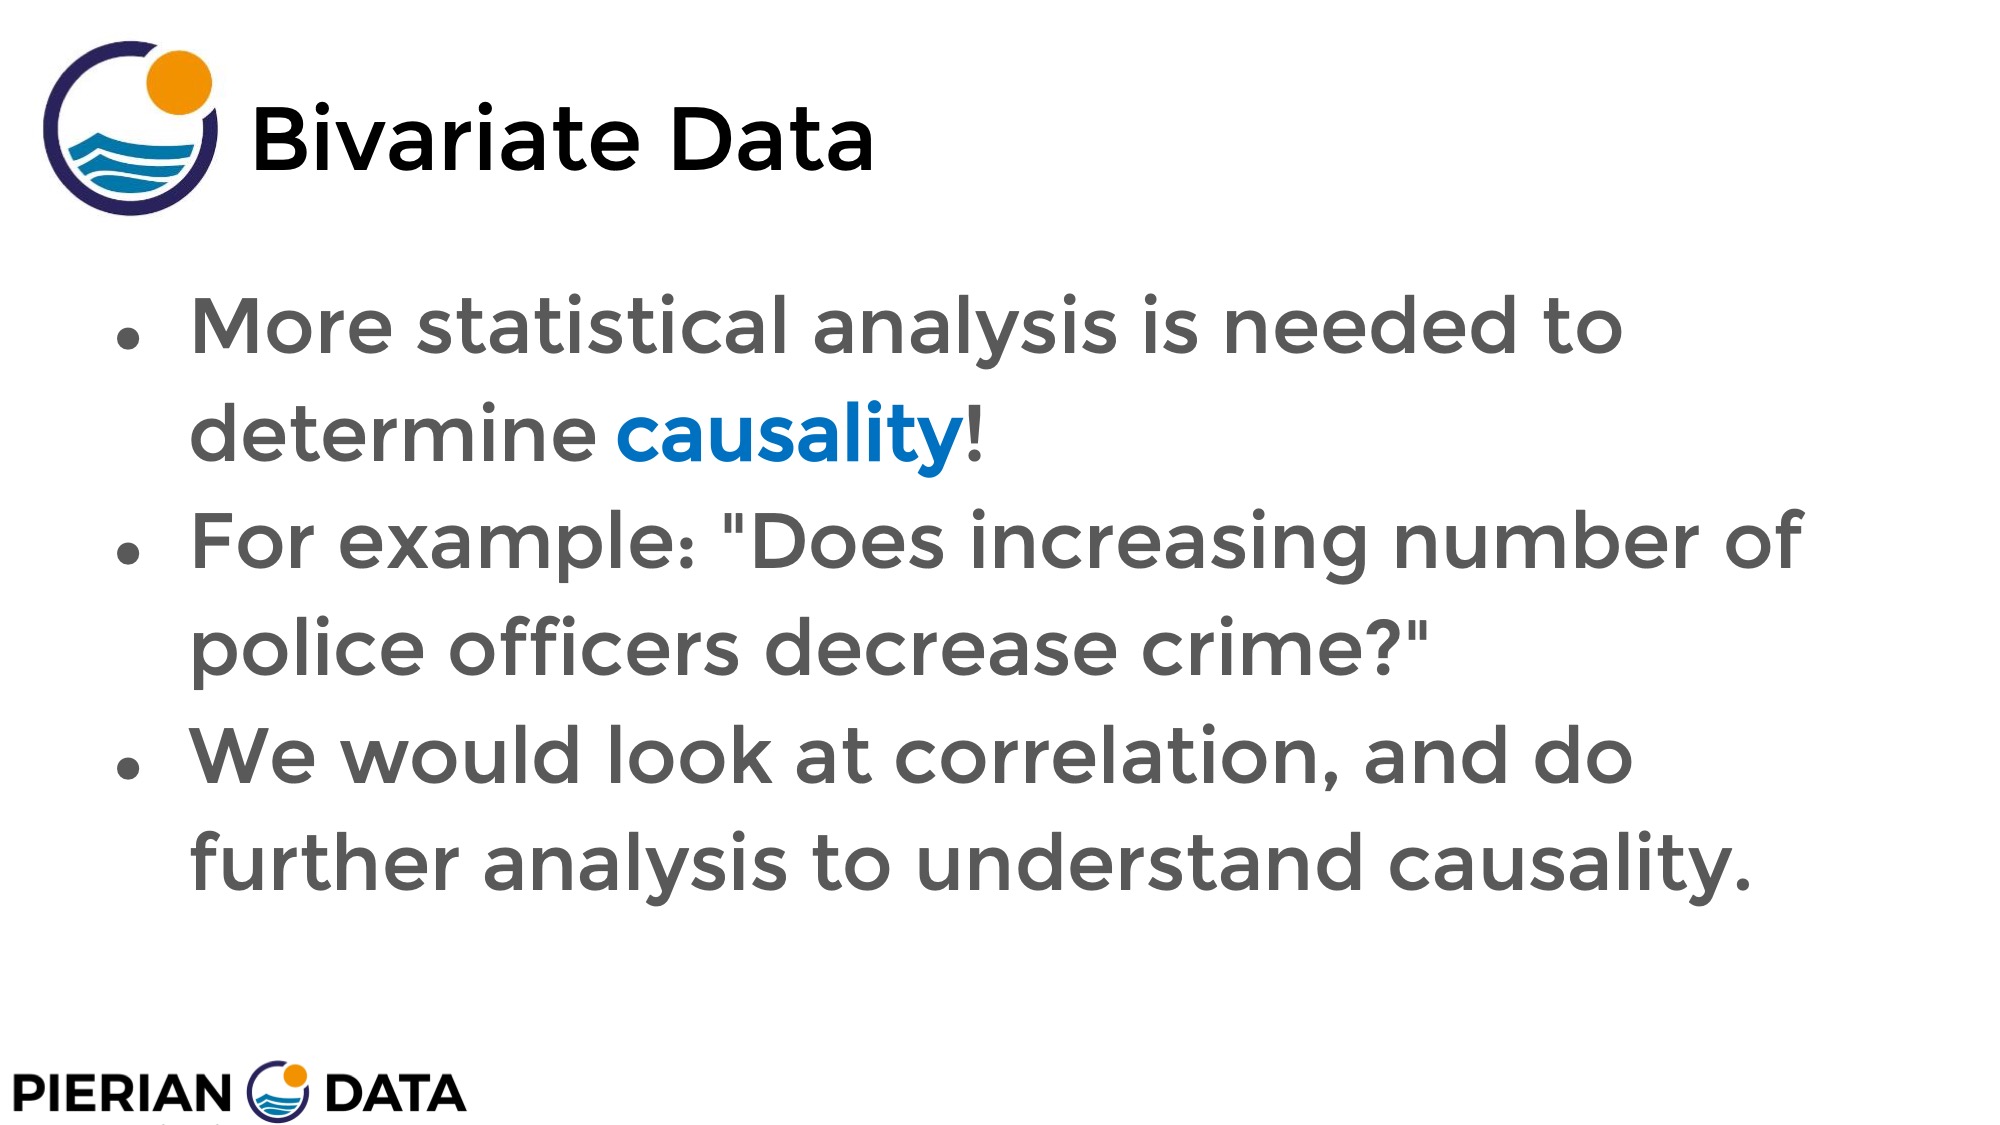 Bivariate Data
● More statistical analysis is needed to
determine causality!
● For example: "Does increasing number of
police officers decrease crime?"
● We would look at correlation, and do
further analysis to understand causality.
PIERIAN DATA